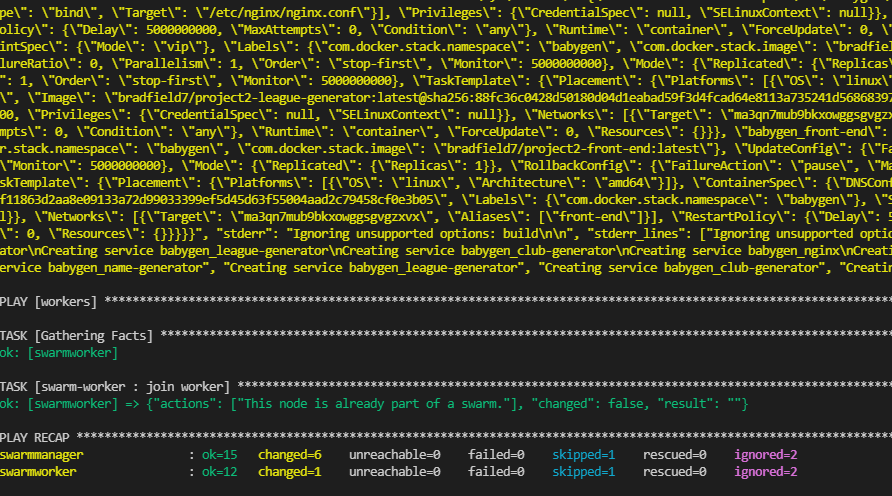 pe\": \"bind\", \"Target\": \"/etc/nginx/nginx.conf\"}], \"Privileges\": {\"CredentialSpec\": null, \"SELinuxContext\": null}},
olicy\": {\"Delay\": 5000000000, \"MaxAttempts\": 0, \"Condition\": \"any\"}, \"Runtime\": \"container\", \"ForceUpdate\": 0, \
intSpec\": {\"Mode\": \"vip\"}, \"Labels\": {\"com.docker.stack.namespace\": \"babygen\", \"com.docker.stack.image\": \"bradfiel
lureRatio\": 0, \"Parallelism\": 1, \"Order\": \"stop-first\", \"Monitor\": 5000000000}, \"Mode\": {\"Replicated\": {\"Replicas
\": 1, \"Order\": \"stop-first\", \"Monitor\": 5000000000}, \"TaskTemplate\": {\"Placement\": {\"Platforms\": [{\"OS\": \"linux\
\", \"Image\": \"bradfield7/project2-league-generator:latest@sha256:88fc36c0428d50180d04d1eabad59f3d4fcad64e8113a735241d56868397
00, \"Privileges\": {\"CredentialSpec\": null, \"SELinuxContext\": null}}, \"Networks\": [{\"Target\": \"ma3qn7mub9bkxowggsgvgzx
mpts\": 0, \"Condition\": \"any\"}, \"Runtime\": \"container\", \"ForceUpdate\": 0, \"Resources\": {}}}, \"babygen_front-end\":
r.stack.namespace\": \"babygen\", \"com.docker.stack.image\": \"bradfield7/project2-front-end:latest\"}, \"UpdateConfig\": {\"Fa
\"Monitor\": 5000000000}, \"Mode\": {\"Replicated\": {\"Replicas\": 1}}, \"RollbackConfig\": {\"FailureAction\": \"pause\", \"Ma
skTemplate\": {\"Placement\": {\"Platforms\": [{\"OS\": \"linux\", \"Architecture\": \"amd64\"}]}, \"ContainerSpec\": {\"DNSConf
f11863d2aa8e09133a72d99033399ef5d45d63f55004aad2c79458cf0e3b05\", \"Labels\": {\"com.docker.stack.namespace\": \"babygen\"}, \"S
l}}, \"Networks\": [{\"Target\": \"ma3qn7mub9bkxowggsgvgzxvx\", \"Aliases\": [\"front-end\"]}], \"RestartPolicy\": {\"Delay\": 5
\": 0, \"Resources\": {}}}}}", "stderr": "Ignoring unsupported options: build\n\n", "stderr_lines": ["Ignoring unsupported option
ator\nCreating service babygen_league-generator\nCreating service babygen_club-generator\nCreating service babygen_nginx\nCreati
ervice babygen_name-generator", "Creating service babygen_league-generator", "Creating service babygen_club-generator", "Creatin
PLAY [workers] ****************************************************************************************************************
TASK [Gathering Facts] ********************************************************************************************************
ok: [swarmworker]
TASK [swarm-worker : join worker] *********************************************************************************************
ok: [swarmworker] => {"actions": ["This node is already part of a swarm."], "changed": false, "result": ""}
PLAY RECAP ********************************************************************************************************************
swarmmanager : ok=15 changed=6 unreachable=0 failed=0 skipped=1 rescued=0 ignored=2
swarmworker : ok=12 changed=1 unreachable=0 failed=0 skipped=1 rescued=0 ignored=2